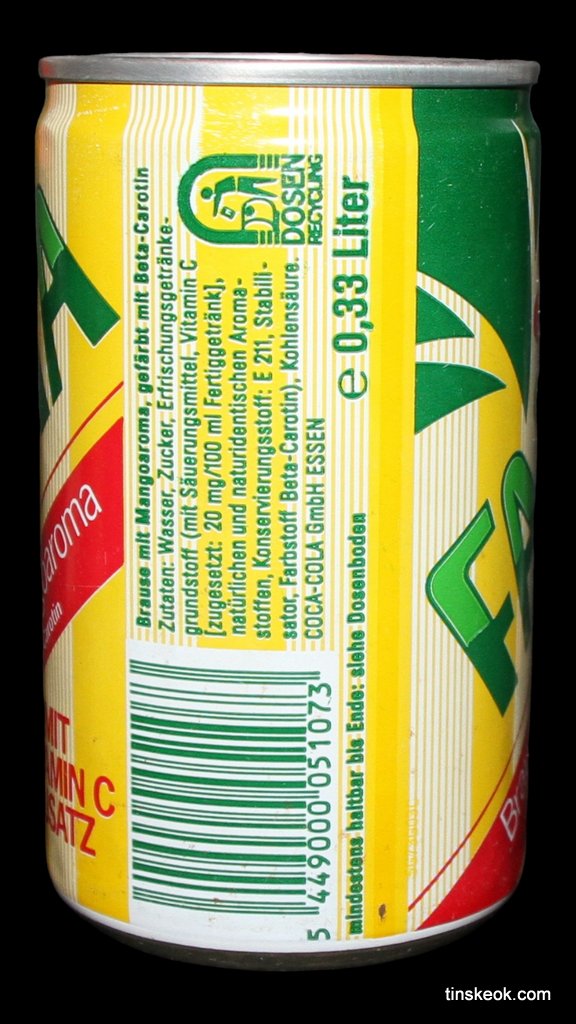 Brause mit Mangoaroma, gefärbt mit Beta-Carotin
Zutaten: Wasser, Zucker, Erfrischungsgetränke-
grundstoff (mit Säuerungsmittel, Vitamin C
[zugesetzt: 20 mg/100 ml Fertiggetränk],
natürlichen und naturidentischen Aroma-
stoffen, Konservierungsstoff: E 211, Stabili-
sator, Farbstoff Beta-Carotin), Kohlensäure.
COCA-COLA GmbH ESSEN
DOSEN
RECYCLING
e 0,33 Liter
mindestens haltbar bis Ende: siehe Dosenboden
5 449000 051073
A
aroma
carotin
MIT
MIN C
SATZ
FA
Br
tinskeok.com